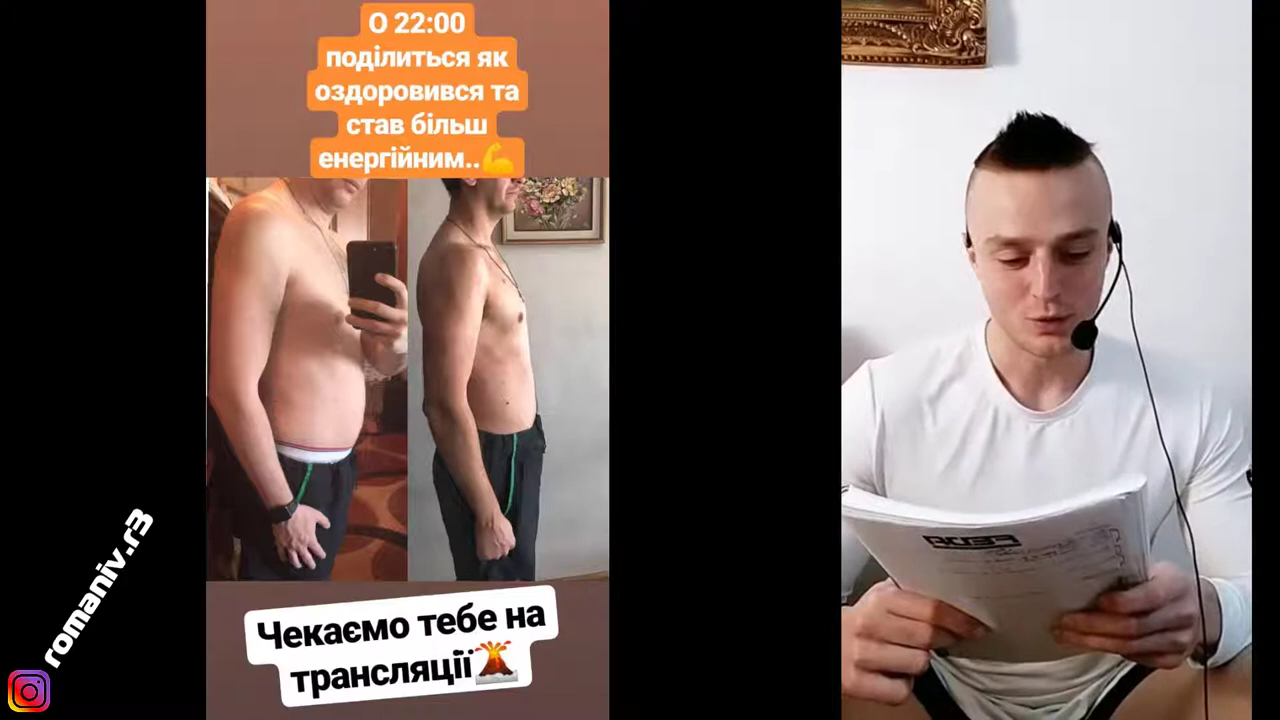 О 22:00
поділиться як
оздоровився та
став більш
енергійним..💪
Чекаємо тебе на
трансляції🌋
romaniv.r3